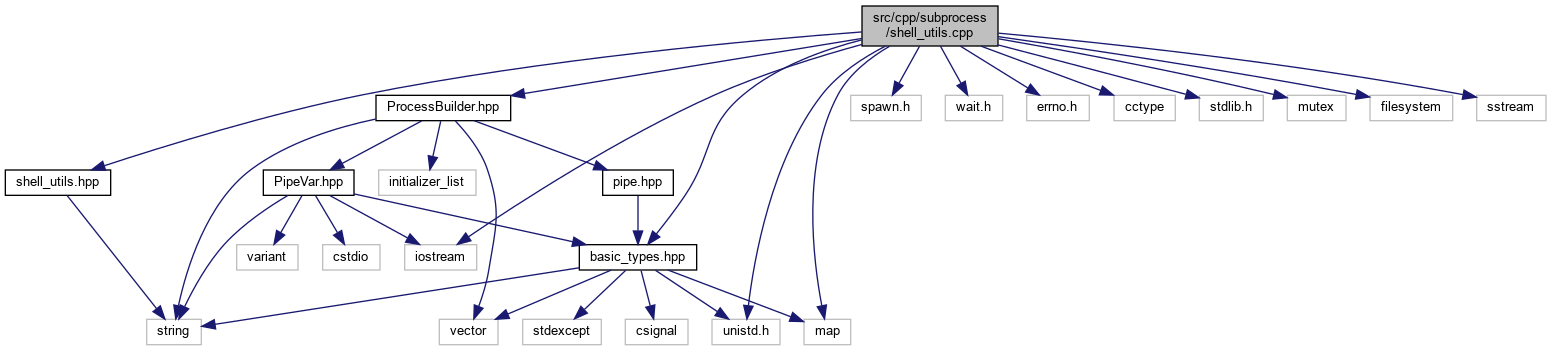 src/cpp/subprocess
/shell_utils.cpp
ProcessBuilder.hpp
spawn.h
wait.h
errno.h
cctype
stdlib.h
mutex
filesystem
sstream
shell_utils.hpp
PipeVar.hpp
initializer_list
pipe.hpp
variant
cstdio
iostream
basic_types.hpp
string
vector
stdexcept
csignal
unistd.h
map